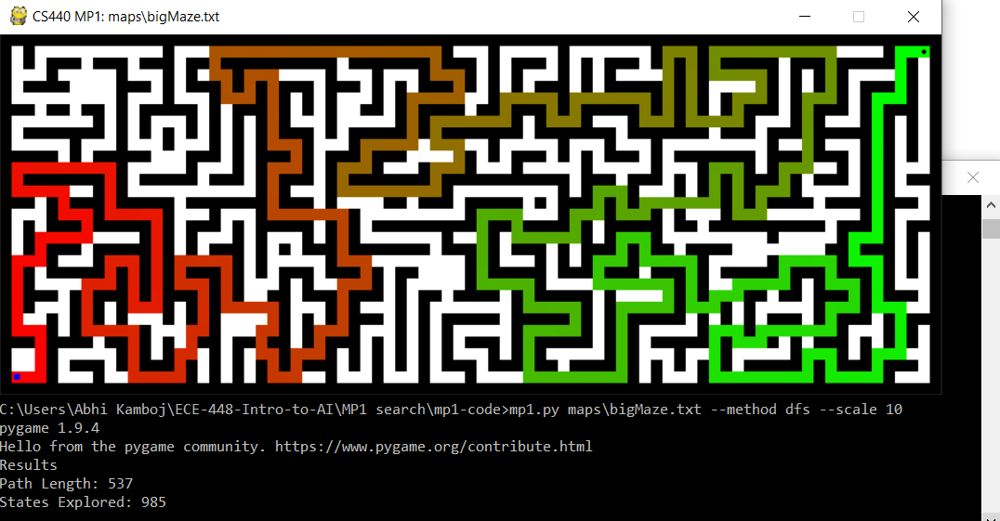 CS440 MP1: maps\bigMaze.txt
C:\Users\Abhi Kamboj\ECE-448-Intro-to-AI\MP1 search\mp1-code>mp1.py maps\bigMaze.txt --method dfs --scale 10
pygame 1.9.4
Hello from the pygame community. https://www.pygame.org/contribute.html
Results
Path Length: 537
States Explored: 985